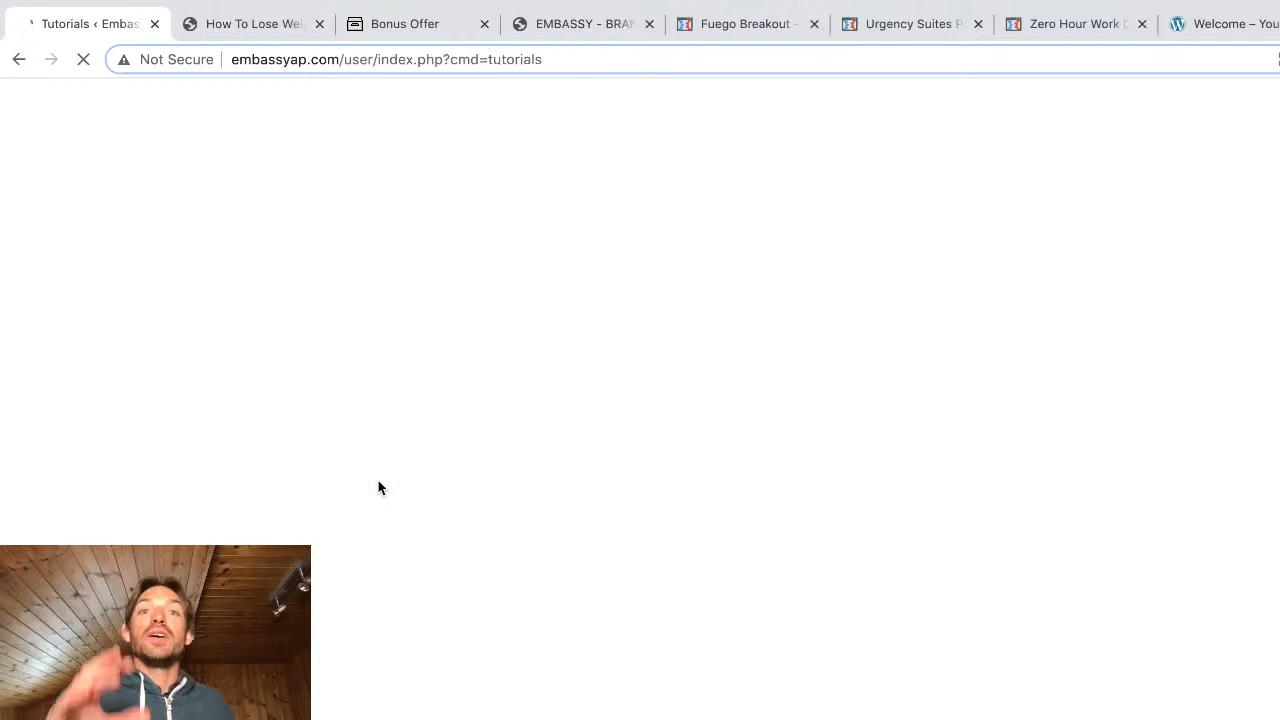 Tutorials ‹ Embas
How To Lose Wei
Bonus Offer
EMBASSY - BRAN
Fuego Breakout -
Urgency Suites P
Zero Hour Work D
Welcome – You
Not Secure
embassyap.com/user/index.php?cmd=tutorials